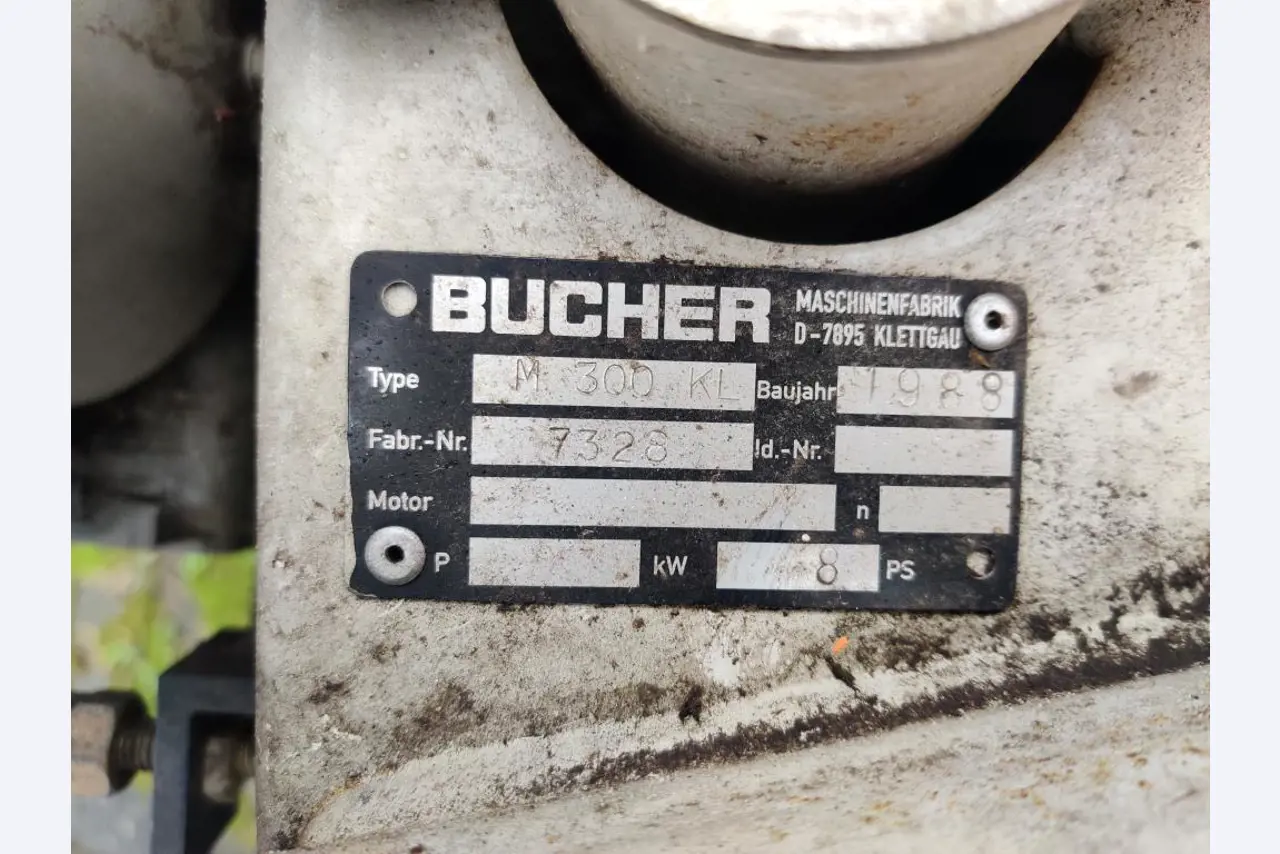 BUCHER MASCHINENFABRIK
D-7895 KLETTGAU
Type M 300 KL Baujahr 1988
Fabr.-Nr. 7328 Id.-Nr.
Motor n
P kW 8 PS